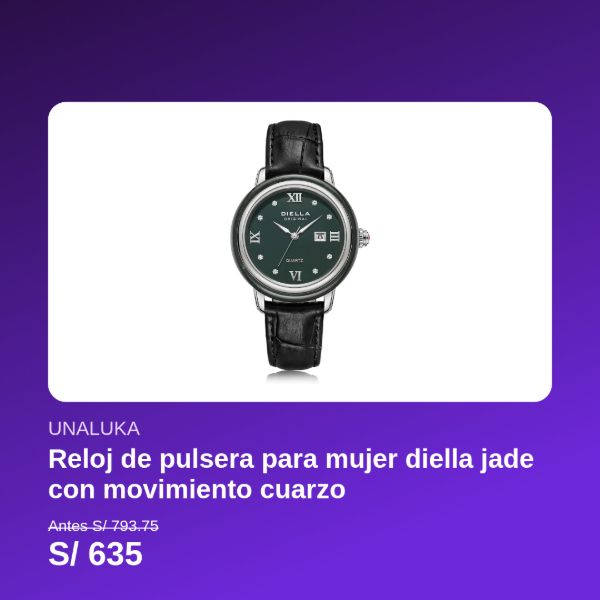 XII
DIELLA
ORIGINAL
IX
III
QUARTZ
VI
UNALUKA
Reloj de pulsera para mujer diella jade
con movimiento cuarzo
Antes S/ 793.75
S/ 635